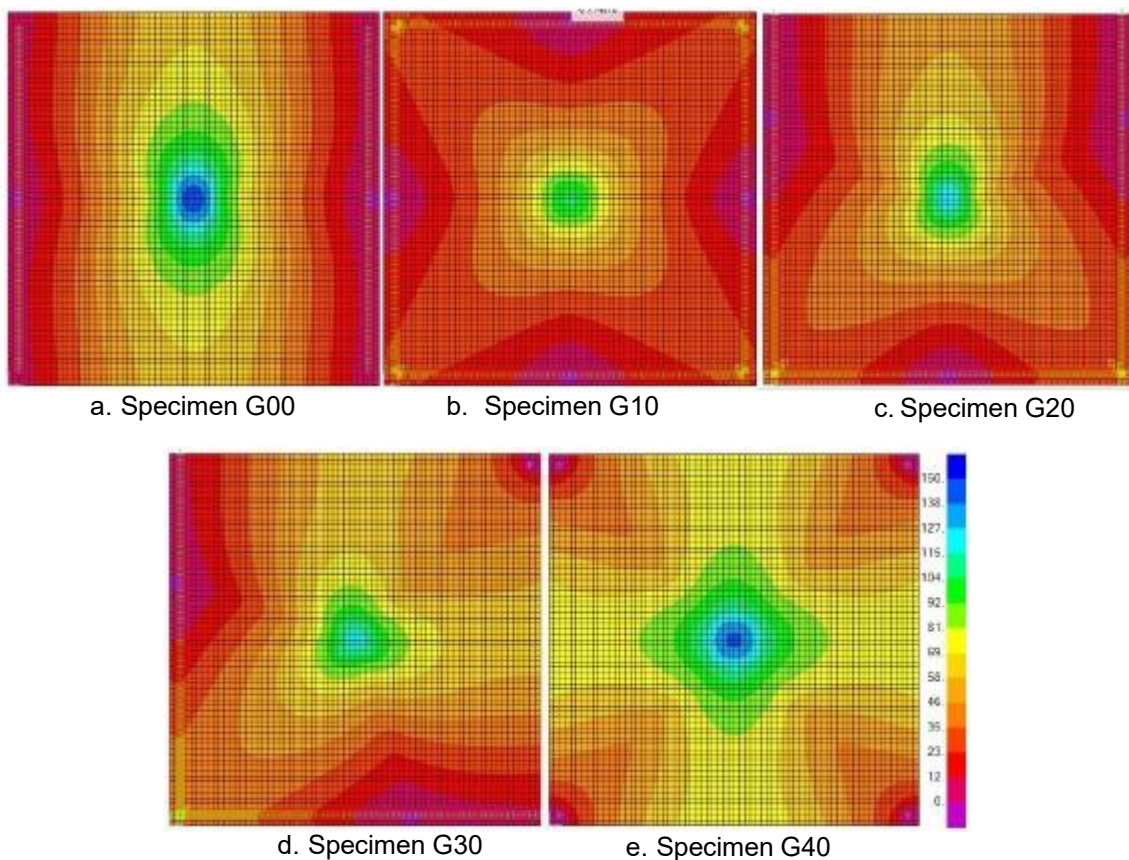 a. Specimen G00
b. Specimen G10
c. Specimen G20
150.
138.
127.
115.
104.
92.
81.
69.
58.
46.
35.
23.
12.
0.
d. Specimen G30
e. Specimen G40